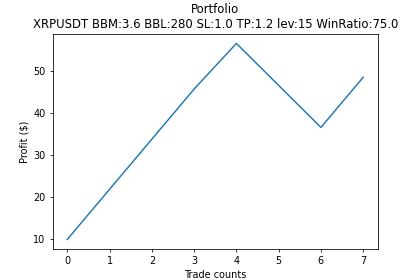 Portfolio
XRPUSDT BBM:3.6 BBL:280 SL:1.0 TP:1.2 lev:15 WinRatio:75.0
Profit ($)
50
40
30
20
10
0 1 2 3 4 5 6 7
Trade counts